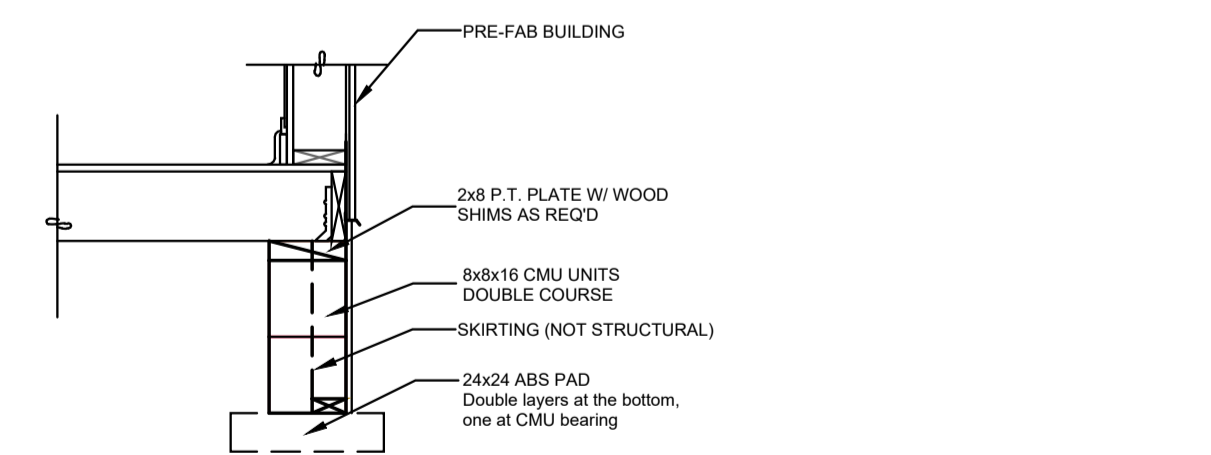 PRE-FAB BUILDING
2x8 P.T. PLATE W/ WOOD
SHIMS AS REQ'D
8x8x16 CMU UNITS
DOUBLE COURSE
SKIRTING (NOT STRUCTURAL)
24x24 ABS PAD
Double layers at the bottom,
one at CMU bearing